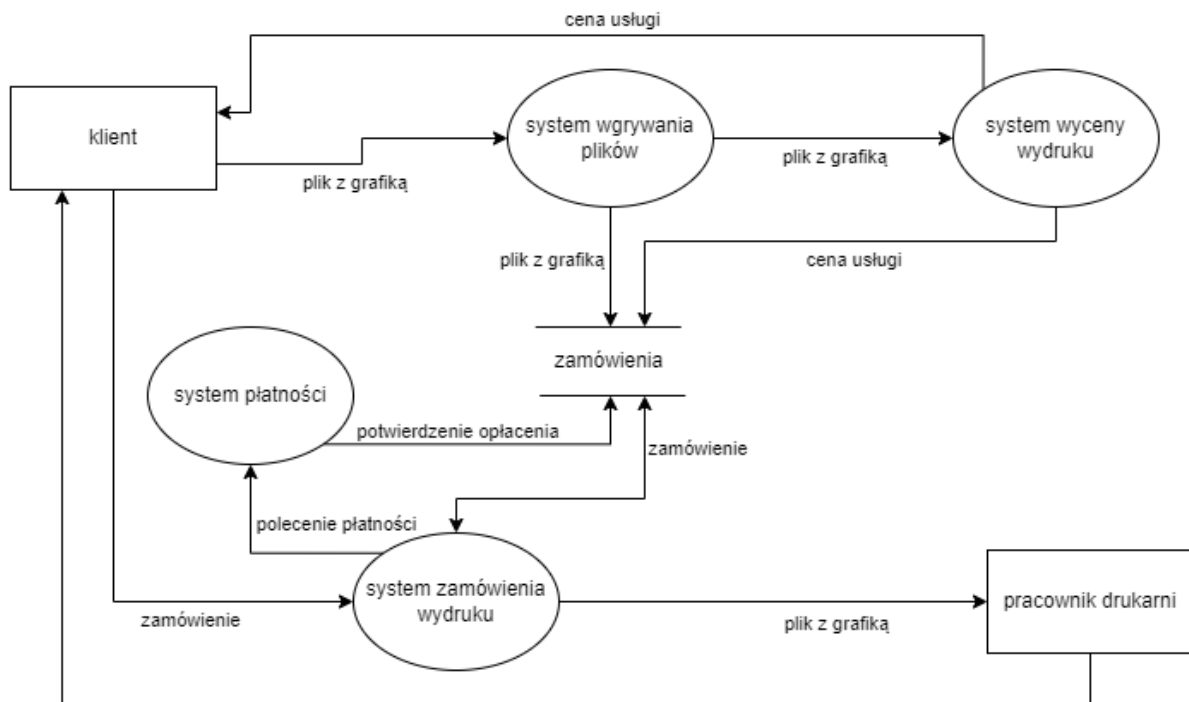 cena usługi
klient
system wgrywania
plików
system wyceny
wydruku
plik z grafiką
plik z grafiką
plik z grafiką
cena usługi
zamówienia
system płatności
potwierdzenie opłacenia
zamówienie
polecenie płatności
system zamówienia
wydruku
pracownik drukarni
zamówienie
plik z grafiką